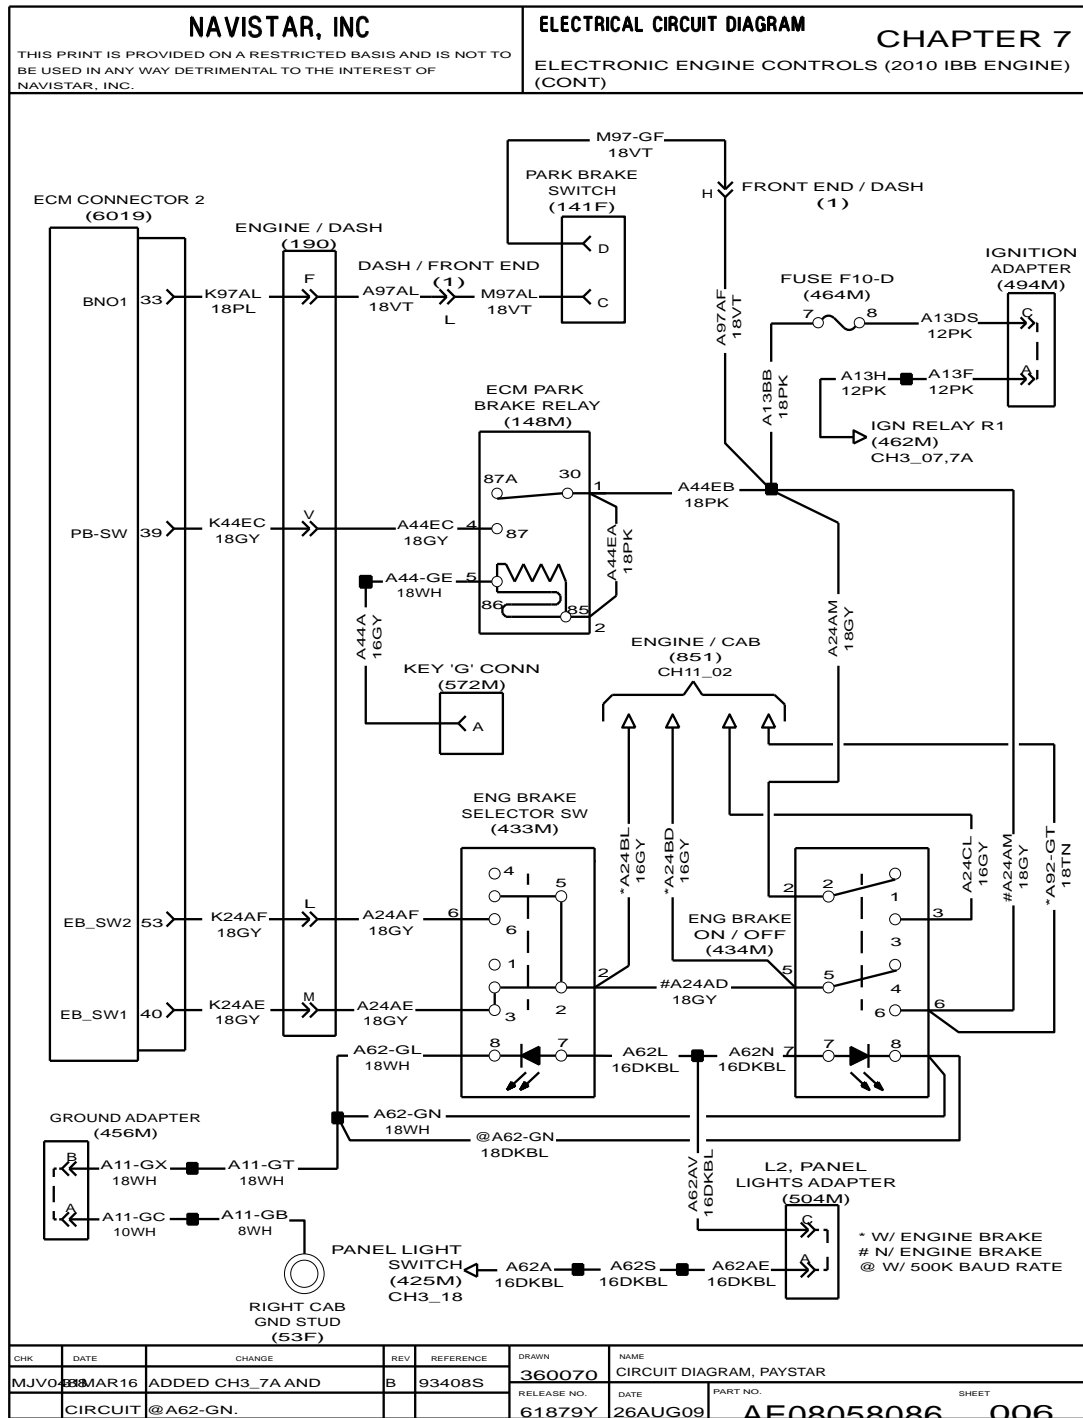 NAVISTAR, INC
THIS PRINT IS PROVIDED ON A RESTRICTED BASIS AND IS NOT TO
BE USED IN ANY WAY DETRIMENTAL TO THE INTEREST OF
NAVISTAR, INC.
ELECTRICAL CIRCUIT DIAGRAM
CHAPTER 7
ELECTRONIC ENGINE CONTROLS (2010 IBB ENGINE)
(CONT)
M97-GF
18VT
PARK BRAKE
SWITCH
(141F)
D
C
H
FRONT END / DASH
(1)
ECM CONNECTOR 2
(6019)
ENGINE / DASH
(190)
DASH / FRONT END
(1)
L
BNO1
33
K97AL
18PL
F
A97AL
18VT
M97AL
18VT
A97AF
18VT
IGNITION
ADAPTER
(494M)
C
A
FUSE F10-D
(464M)
7
8
A13DS
12PK
A13H
12PK
A13F
12PK
A13BB
18PK
IGN RELAY R1
(462M)
CH3_07,7A
ECM PARK
BRAKE RELAY
(148M)
87A
30
1
87
4
5
86
85
2
A44EB
18PK
A44EA
18PK
PB-SW
39
K44EC
18GY
V
A44EC
18GY
A44-GE
18WH
A44A
16GY
KEY 'G' CONN
(572M)
A
A24AM
18GY
ENGINE / CAB
(851)
CH11_02
ENG BRAKE
SELECTOR SW
(433M)
4
5
6
6
1
2
2
3
8
7
*A24BL
16GY
*A24BD
16GY
ENG BRAKE
ON / OFF
(434M)
2
2
1
3
3
5
5
4
6
6
7
7
8
A24CL
16GY
#A24AM
18GY
*A92-GT
18TN
EB_SW2
53
K24AF
18GY
L
A24AF
18GY
EB_SW1
40
K24AE
18GY
M
A24AE
18GY
#A24AD
18GY
A62-GL
18WH
A62L
16DKBL
A62N
16DKBL
A62-GN
18WH
@A62-GN
18DKBL
A62AV
16DKBL
GROUND ADAPTER
(456M)
B
A
A11-GX
18WH
A11-GT
18WH
A11-GC
10WH
A11-GB
8WH
RIGHT CAB
GND STUD
(53F)
PANEL LIGHT
SWITCH
(425M)
CH3_18
A62A
16DKBL
A62S
16DKBL
A62AE
16DKBL
L2, PANEL
LIGHTS ADAPTER
(504M)
C
A
* W/ ENGINE BRAKE
# N/ ENGINE BRAKE
@ W/ 500K BAUD RATE
CHK DATE CHANGE REV REFERENCE
ADDED CH3_7A AND B 93408S
CIRCUIT @A62-GN.
DRAWN
360070
NAME
CIRCUIT DIAGRAM, PAYSTAR
RELEASE NO.
61879Y
DATE
26AUG09
PART NO.
AE08058086
SHEET
006